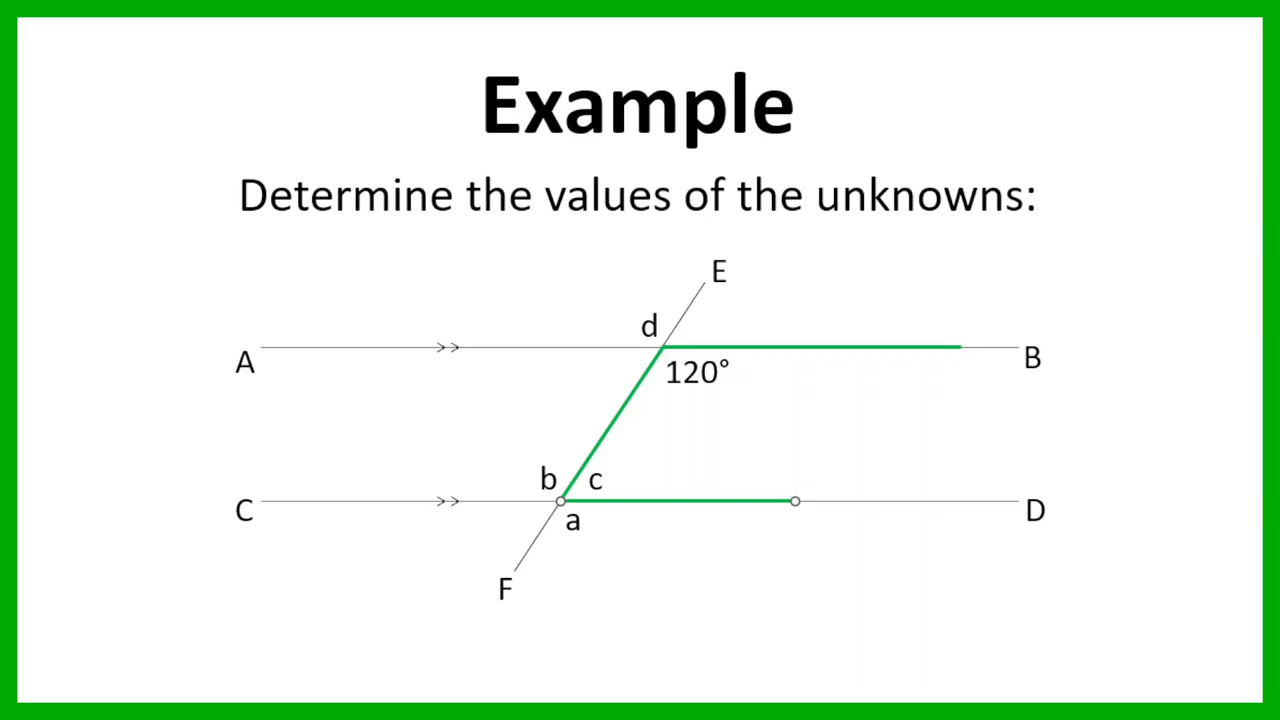 Example
Determine the values of the unknowns:
E
d
A
B
120°
b
c
C
a
D
F